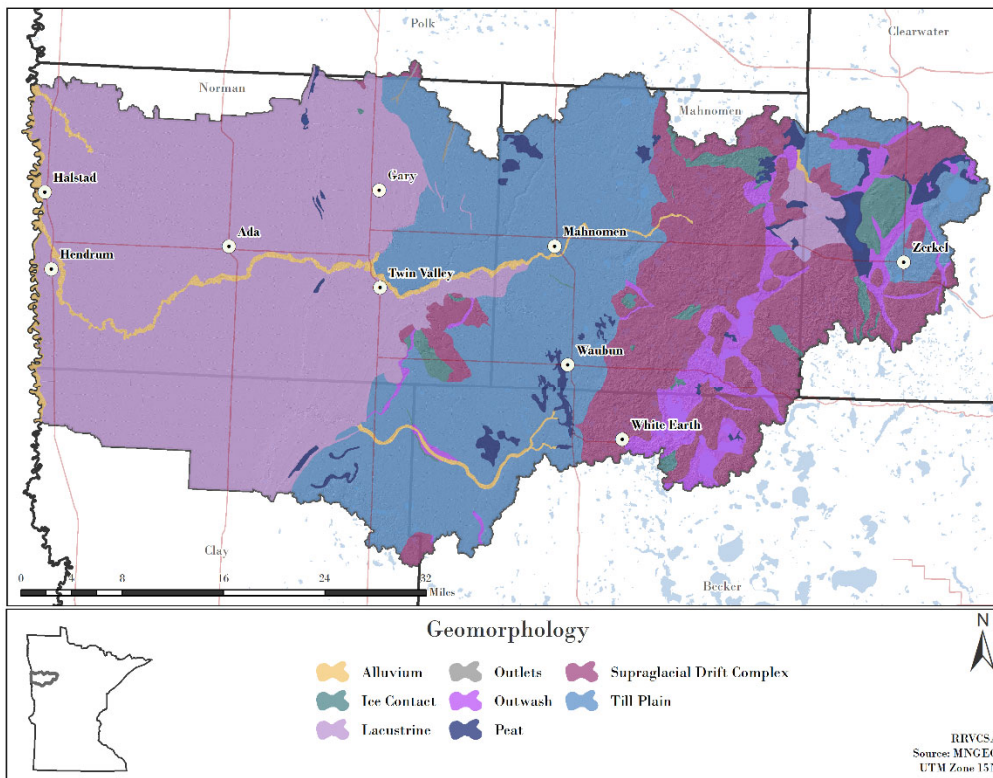 Polk
Clearwater
Norman
Mahnomen
Halstad
Gary
Ada
Mahnomen
Hendrum
Zerkel
Twin Valley
Waubun
White Earth
Clay
Becker
0 4 8 16 24 32
Miles
Geomorphology
N
Alluvium Outlets Supraglacial Drift Complex
Ice Contact Outwash Till Plain
Lacustrine Peat
RRVCSA
Source: MNGEO
UTM Zone 15N